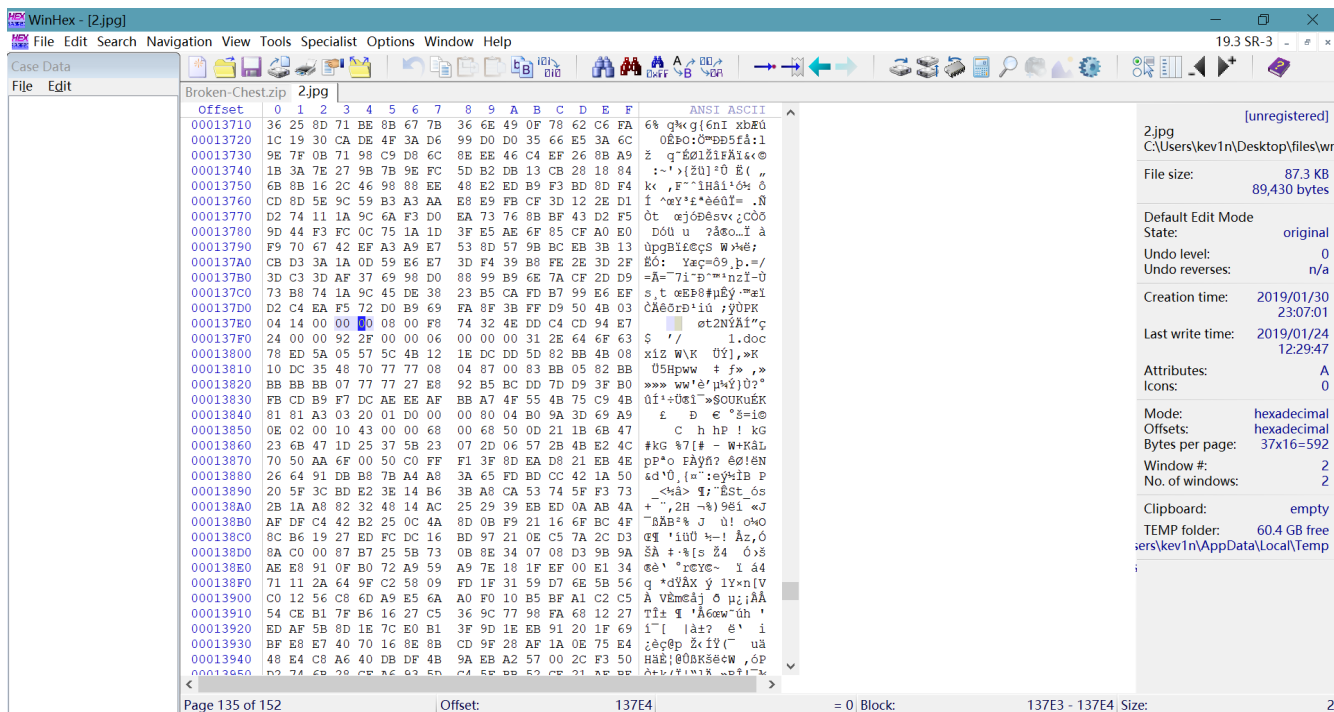 WinHex - [2.jpg]
File Edit Search Navigation View Tools Specialist Options Window Help 19.3 SR-3
Case Data
File Edit
Broken-Chest.zip 2.jpg
Offset 0 1 2 3 4 5 6 7 8 9 A B C D E F ANSI ASCII
00013710 36 25 8D 71 BE 8B 67 7B 36 6E 49 0F 78 62 C6 FA
00013720 1C 19 30 CA DE 4F 3A D6 99 D0 D0 35 66 E5 3A 6C
00013730 9E 7F 0B 71 98 C9 D8 6C 8E EE 46 C4 EF 26 8B A9
00013740 1B 3A 7E 27 9B 7B 9E FC 5D B2 DB 13 CB 28 18 84
00013750 6B 8B 16 2C 46 98 88 EE 48 E2 ED B9 F3 BD 8D F4
00013760 CD 8D 5E 9C 59 B3 A3 AA E8 E9 FB CF 3D 12 2E D1
00013770 D2 74 11 1A 9C 6A F3 D0 EA 73 76 8B BF 43 D2 F5
00013780 9D 44 F3 FC 0C 75 1A 1D 3F E5 AE 6F 85 CF A0 E0
00013790 F9 70 67 42 EF A3 A9 E7 53 8D 57 9B BC EB 3B 13
000137A0 CB D3 3A 1A 0D 59 E6 E7 3D F4 39 B8 FE 2E 3D 2F
000137B0 3D C3 3D AF 37 69 98 D0 88 99 B9 6E 7A CF 2D D9
000137C0 73 B8 74 1A 9C 45 DE 38 23 B5 CA FD B7 99 E6 EF
000137D0 D2 C4 EA F5 72 D0 B9 69 FA 8F 3B FF D9 50 4B 03
000137E0 04 14 00 00 00 08 00 F8 74 32 4E DD C4 CD 94 E7
000137F0 24 00 00 92 2F 00 00 06 00 00 00 31 2E 64 6F 63 $ '/ 1.doc
00013800 78 ED 5A 05 57 5C 4B 12 1E DC DD 5D 82 BB 4B 08
00013810 10 DC 35 48 70 77 77 08 04 87 00 83 BB 05 82 BB
00013820 BB BB BB 07 77 77 27 E8 92 B5 BC DD 7D D9 3F B0
00013830 FB CD B9 F7 DC AE EE AF BB A7 4F 55 4B 75 C9 4B
00013840 81 81 A3 03 20 01 D0 00 00 80 04 B0 9A 3D 69 A9
00013850 0E 02 00 10 43 00 00 68 00 68 50 0D 21 1B 6B 47
00013860 23 6B 47 1D 25 37 5B 23 07 2D 06 57 2B 4B E2 4C
00013870 70 50 AA 6F 00 50 C0 FF F1 3F 8D EA D8 21 EB 4E
00013880 26 64 91 DB B8 7B A4 A8 3A 65 FD BD CC 42 1A 50
00013890 20 5F 3C BD E2 3E 14 B6 3B A8 CA 53 74 5F F3 73
000138A0 2B 1A A8 82 32 48 14 AC 25 29 39 EB ED 0A AB 4A
000138B0 AF DF C4 42 B2 25 0C 4A 8D 0B F9 21 16 6F BC 4F
000138C0 8C B6 19 27 ED FC DC 16 BD 97 21 0E C5 7A 2C D3
000138D0 8A C0 00 87 B7 25 5B 73 0B 8E 34 07 08 D3 9B 9A
000138E0 AE E8 91 0F B0 72 A9 59 A9 7E 18 1F EF 00 E1 34
000138F0 71 11 2A 64 9F C2 58 09 FD 1F 31 59 D7 6E 5B 56
00013900 C0 12 56 C8 6D A9 E5 6A A0 F0 10 B5 BF A1 C2 C5
00013910 54 CE B1 7F B6 16 27 C5 36 9C 77 98 FA 68 12 27
00013920 ED AF 5B 8D 1E 7C E0 B1 3F 9D 1E EB 91 20 1F 69
00013930 BF E8 E7 40 70 16 8E 8B CD 9F 28 AF 1A 0E 75 E4
00013940 48 E4 C8 A6 40 DB DF 4B 9A EB A2 57 00 2C F3 50
Page 135 of 152 Offset: 137E4 = 0 Block: 137E3 - 137E4 Size: 2
[unregistered]
2.jpg
C:\Users\kev1n\Desktop\files\wr
File size: 87.3 KB
89,430 bytes
Default Edit Mode
State: original
Undo level: 0
Undo reverses: n/a
Creation time: 2019/01/30
23:07:01
Last write time: 2019/01/24
12:29:47
Attributes: A
Icons: 0
Mode: hexadecimal
Offsets: hexadecimal
Bytes per page: 37x16=592
Window #: 2
No. of windows: 2
Clipboard: empty
TEMP folder: 60.4 GB free
sers\kev1n\AppData\Local\Temp